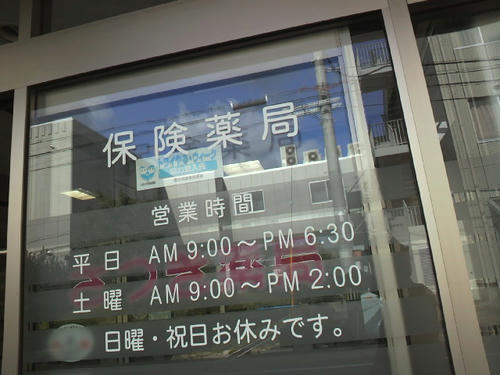 保険薬局
営業時間
平日 AM 9:00～PM 6:30
土曜 AM 9:00～PM 2:00
日曜・祝日お休みです。